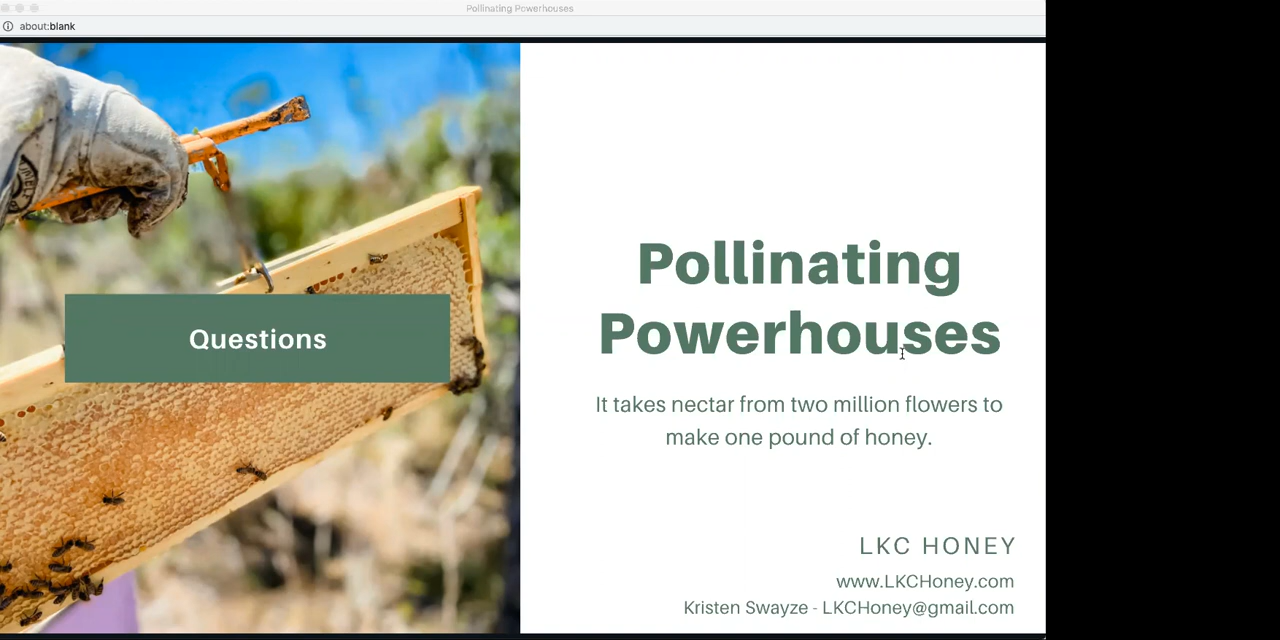 Pollinating Powerhouses
about:blank
Questions
Pollinating
Powerhouses
It takes nectar from two million flowers to
make one pound of honey.
LKC HONEY
www.LKCHoney.com
Kristen Swayze - LKCHoney@gmail.com